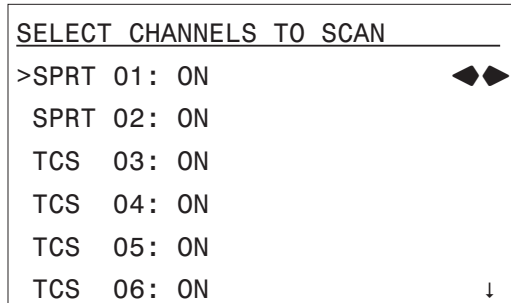 SELECT CHANNELS TO SCAN
>SPRT 01: ON ◀▶
SPRT 02: ON
TCS 03: ON
TCS 04: ON
TCS 05: ON
TCS 06: ON ↓